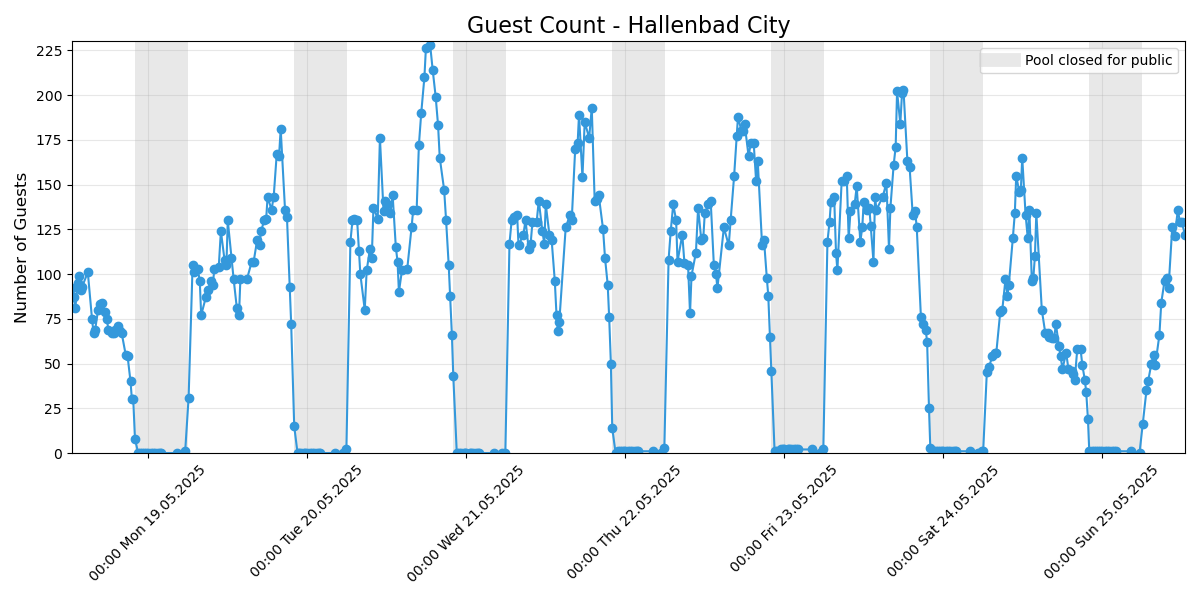 Guest Count - Hallenbad City
Pool closed for public
Number of Guests
225
200
175
150
125
100
75
50
25
0
00:00 Mon 19.05.2025
00:00 Tue 20.05.2025
00:00 Wed 21.05.2025
00:00 Thu 22.05.2025
00:00 Fri 23.05.2025
00:00 Sat 24.05.2025
00:00 Sun 25.05.2025